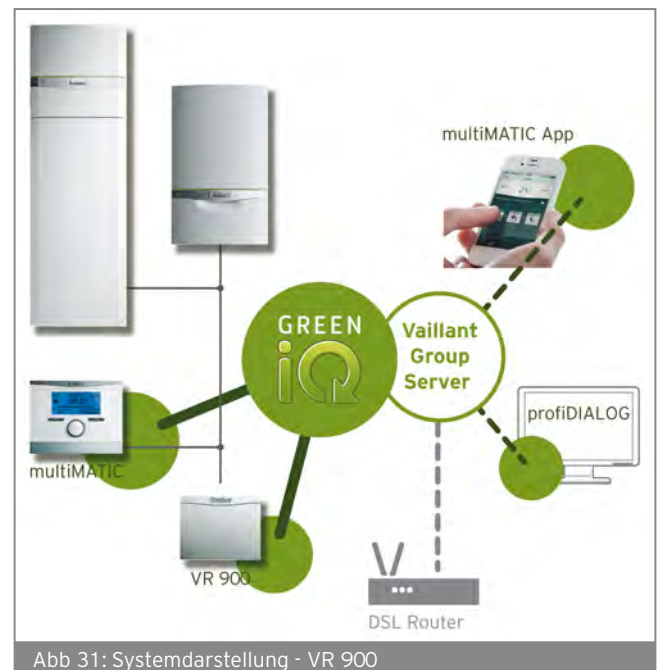 multiMATIC App
GREEN
iQ
Vaillant
Group
Server
profiDIALOG
multiMATIC
VR 900
DSL Router
Abb 31: Systemdarstellung - VR 900